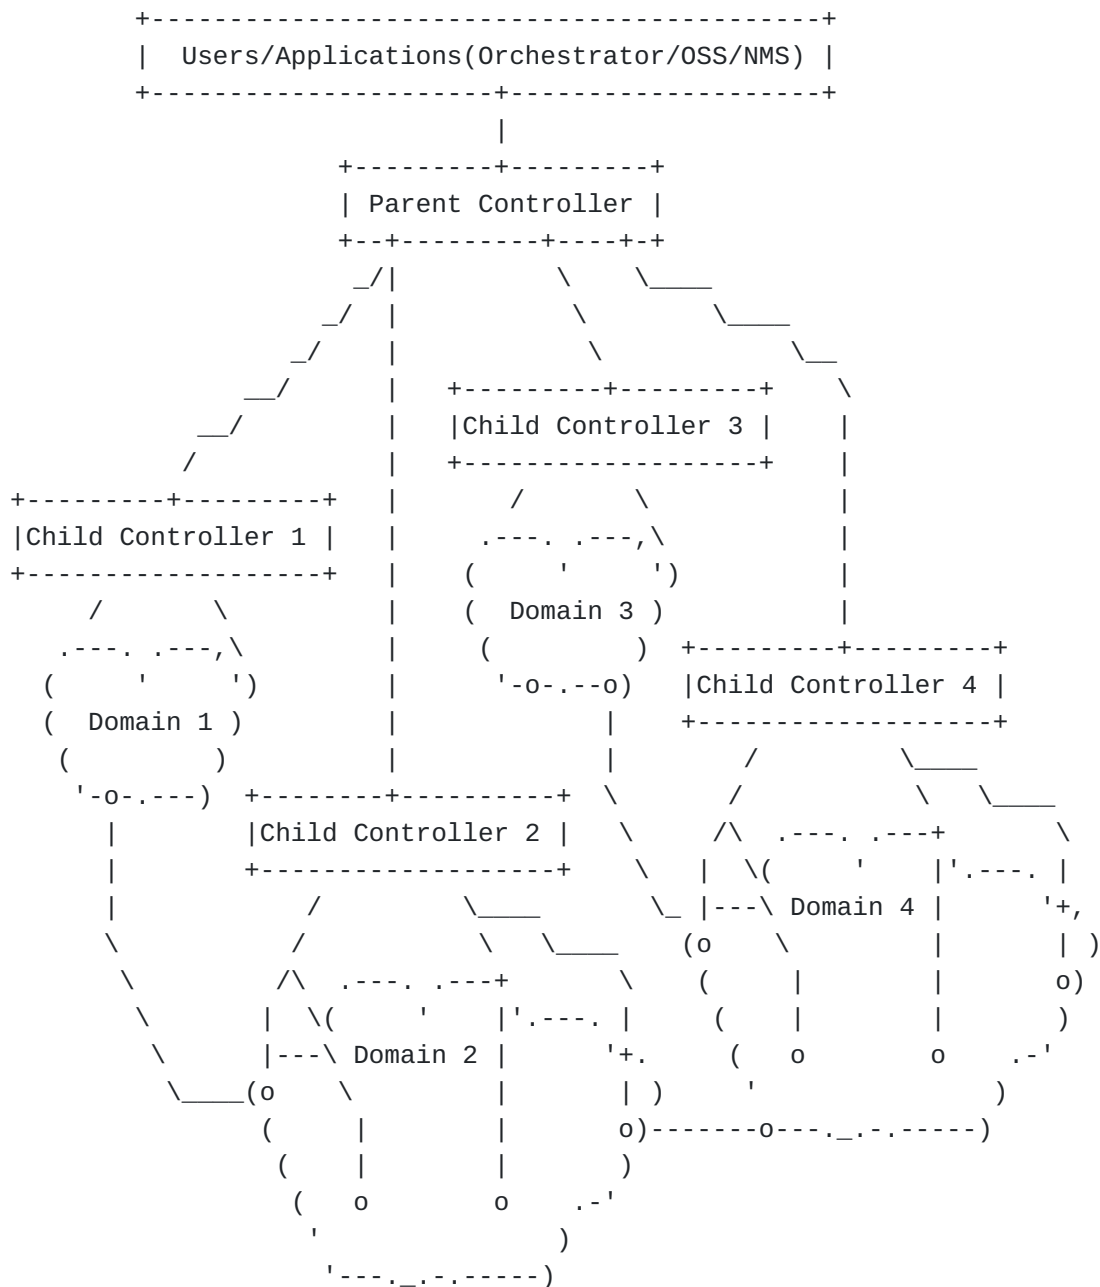 Users/Applications(Orchestrator/OSS/NMS)
Parent Controller
Child Controller 3
Child Controller 1
Domain 3
Child Controller 4
Domain 1
Child Controller 2
Domain 4
Domain 2